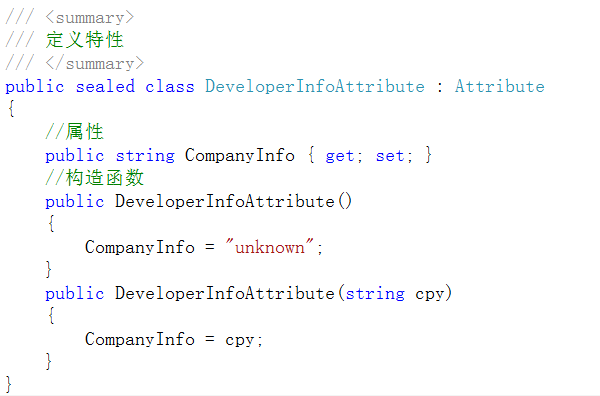 /// <summary>
/// 定义特性
/// </summary>
public sealed class DeveloperInfoAttribute : Attribute
{
    //属性
    public string CompanyInfo { get; set; }
    //构造函数
    public DeveloperInfoAttribute()
    {
        CompanyInfo = "unknown";
    }
    public DeveloperInfoAttribute(string cpy)
    {
        CompanyInfo = cpy;
    }
}